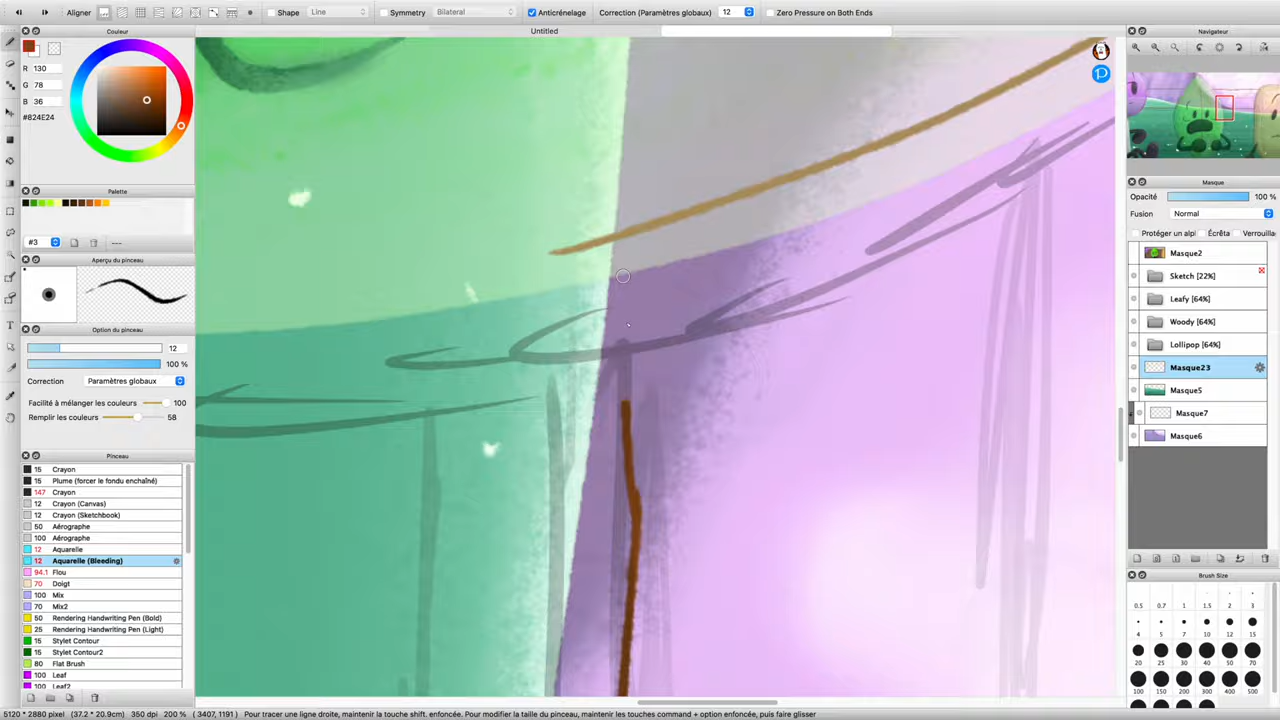 Aligner Shape Line Symmetry Bilateral Anticrénelage Correction (Paramètres globaux) 12 Zero Pressure on Both Ends
Couleur
Untitled
Navigateur
R 130
G 78
B 36
#824E24
Palette
#3 ---
Aperçu du pinceau
Option du pinceau
12
100 %
Correction Paramètres globaux
Facilité à mélanger les couleurs 100
Remplir les couleurs 58
Pinceau
15 Crayon
15 Plume (forcer le fondu enchaîné)
147 Crayon
12 Crayon (Canvas)
12 Crayon (Sketchbook)
50 Aérographe
100 Aérographe
12 Aquarelle
12 Aquarelle (Bleeding)
94.1 Flou
70 Doigt
100 Mix
70 Mix2
50 Rendering Handwriting Pen (Bold)
25 Rendering Handwriting Pen (Light)
15 Stylet Contour
15 Stylet Contour2
80 Flat Brush
100 Leaf
100 Leaf2
Masque
Opacité 100 %
Fusion Normal
Protéger un alpl Écrêta Verrouilla
Masque2
Sketch [22%]
Leafy [64%]
Woody [64%]
Lollipop [64%]
Masque23
Masque5
Masque7
Masque6
Brush Size
0.5 0.7 1 1.5 2 3
4 5 7 10 12 15
20 25 30 40 50 70
100 150 200 300 400 500
5120 * 2880 pixel (37.2 * 20.9cm) 350 dpi 200 % ( 3407, 1191 ) Pour tracer une ligne droite, maintenir la touche shift. enfoncée. Pour modifier la taille du pinceau, maintenir les touches command + option enfoncée, puis faire glisser